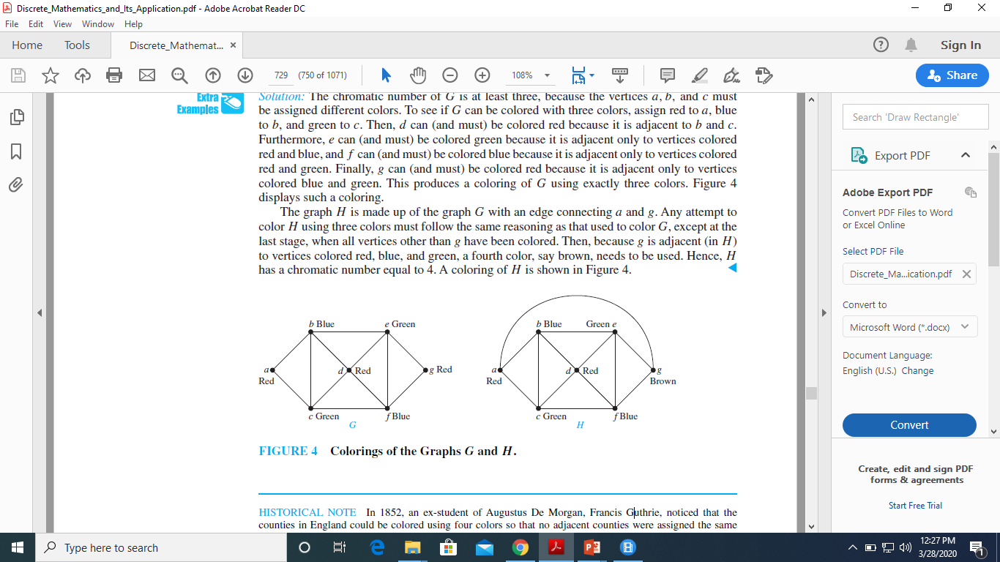 Discrete_Mathematics_and_Its_Application.pdf - Adobe Acrobat Reader DC
File Edit View Window Help
Home Tools Discrete_Mathemat... × Sign In
729 (750 of 1071) 108% Share
Extra
Examples
Solution: The chromatic number of G is at least three, because the vertices a, b, and c must
be assigned different colors. To see if G can be colored with three colors, assign red to a, blue
to b, and green to c. Then, d can (and must) be colored red because it is adjacent to b and c.
Furthermore, e can (and must) be colored green because it is adjacent only to vertices colored
red and blue, and f can (and must) be colored blue because it is adjacent only to vertices colored
red and green. Finally, g can (and must) be colored red because it is adjacent only to vertices
colored blue and green. This produces a coloring of G using exactly three colors. Figure 4
displays such a coloring.
The graph H is made up of the graph G with an edge connecting a and g. Any attempt to
color H using three colors must follow the same reasoning as that used to color G, except at the
last stage, when all vertices other than g have been colored. Then, because g is adjacent (in H)
to vertices colored red, blue, and green, a fourth color, say brown, needs to be used. Hence, H
has a chromatic number equal to 4. A coloring of H is shown in Figure 4.
b Blue e Green
a d Red g Red
Red
c Green f Blue
G
b Blue Green e
a d Red g
Red Brown
c Green f Blue
H
FIGURE 4 Colorings of the Graphs G and H.
HISTORICAL NOTE In 1852, an ex-student of Augustus De Morgan, Francis Guthrie, noticed that the
counties in England could be colored using four colors so that no adjacent counties were assigned the same
Search 'Draw Rectangle'
Export PDF
Adobe Export PDF
Convert PDF Files to Word
or Excel Online
Select PDF File
Discrete_Ma...ication.pdf
Convert to
Microsoft Word (*.docx)
Document Language:
English (U.S.) Change
Convert
Create, edit and sign PDF
forms & agreements
Start Free Trial
Type here to search
12:27 PM
3/28/2020
1